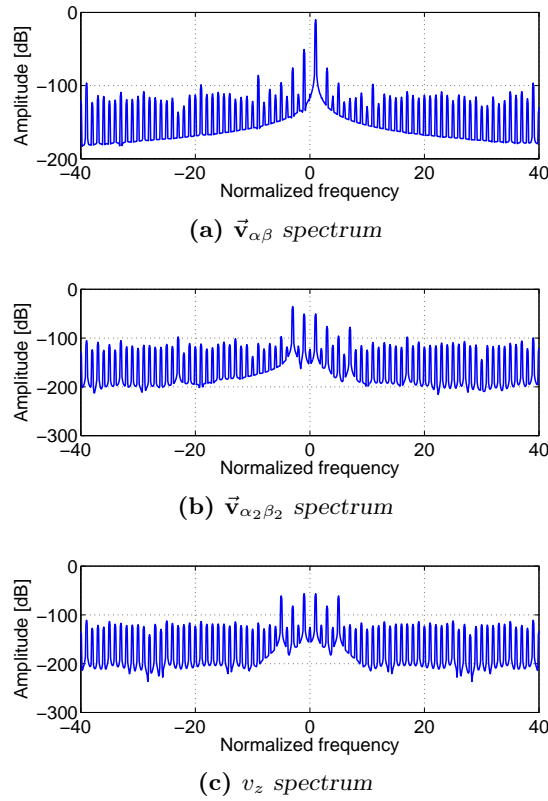 0
−100
−200
Amplitude [dB]
−40 −20 0 20 40
Normalized frequency
(a) v⃗αβ spectrum
0
−100
−200
−300
Amplitude [dB]
−40 −20 0 20 40
Normalized frequency
(b) v⃗α₂β₂ spectrum
0
−100
−200
−300
Amplitude [dB]
−40 −20 0 20 40
Normalized frequency
(c) vz spectrum